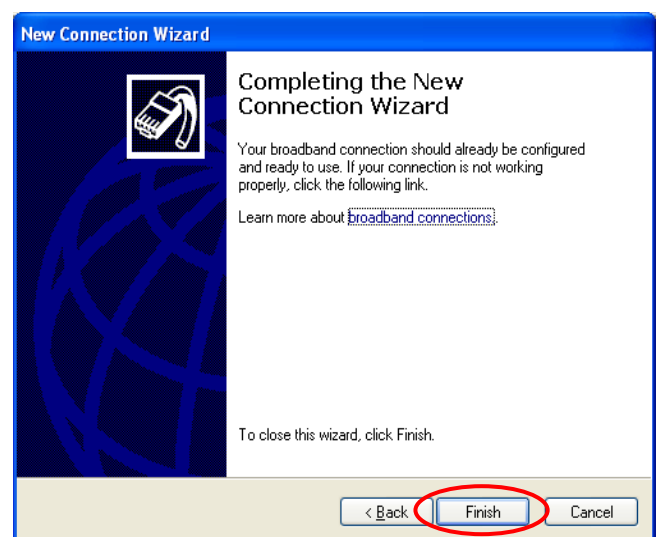 New Connection Wizard
Completing the New
Connection Wizard
Your broadband connection should already be configured
and ready to use. If your connection is not working
properly, click the following link.
Learn more about broadband connections.
To close this wizard, click Finish.
< Back
Finish
Cancel